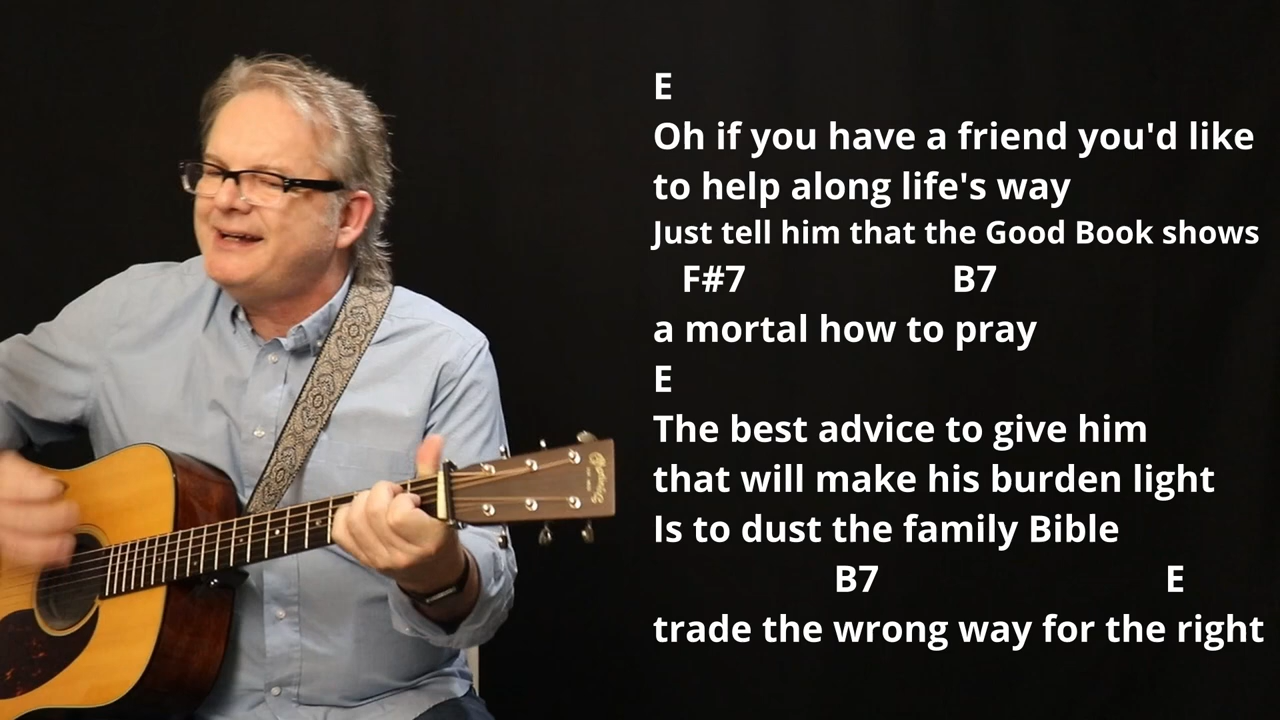 E
Oh if you have a friend you'd like
to help along life's way
Just tell him that the Good Book shows
F#7 B7
a mortal how to pray
E
The best advice to give him
that will make his burden light
Is to dust the family Bible
B7 E
trade the wrong way for the right